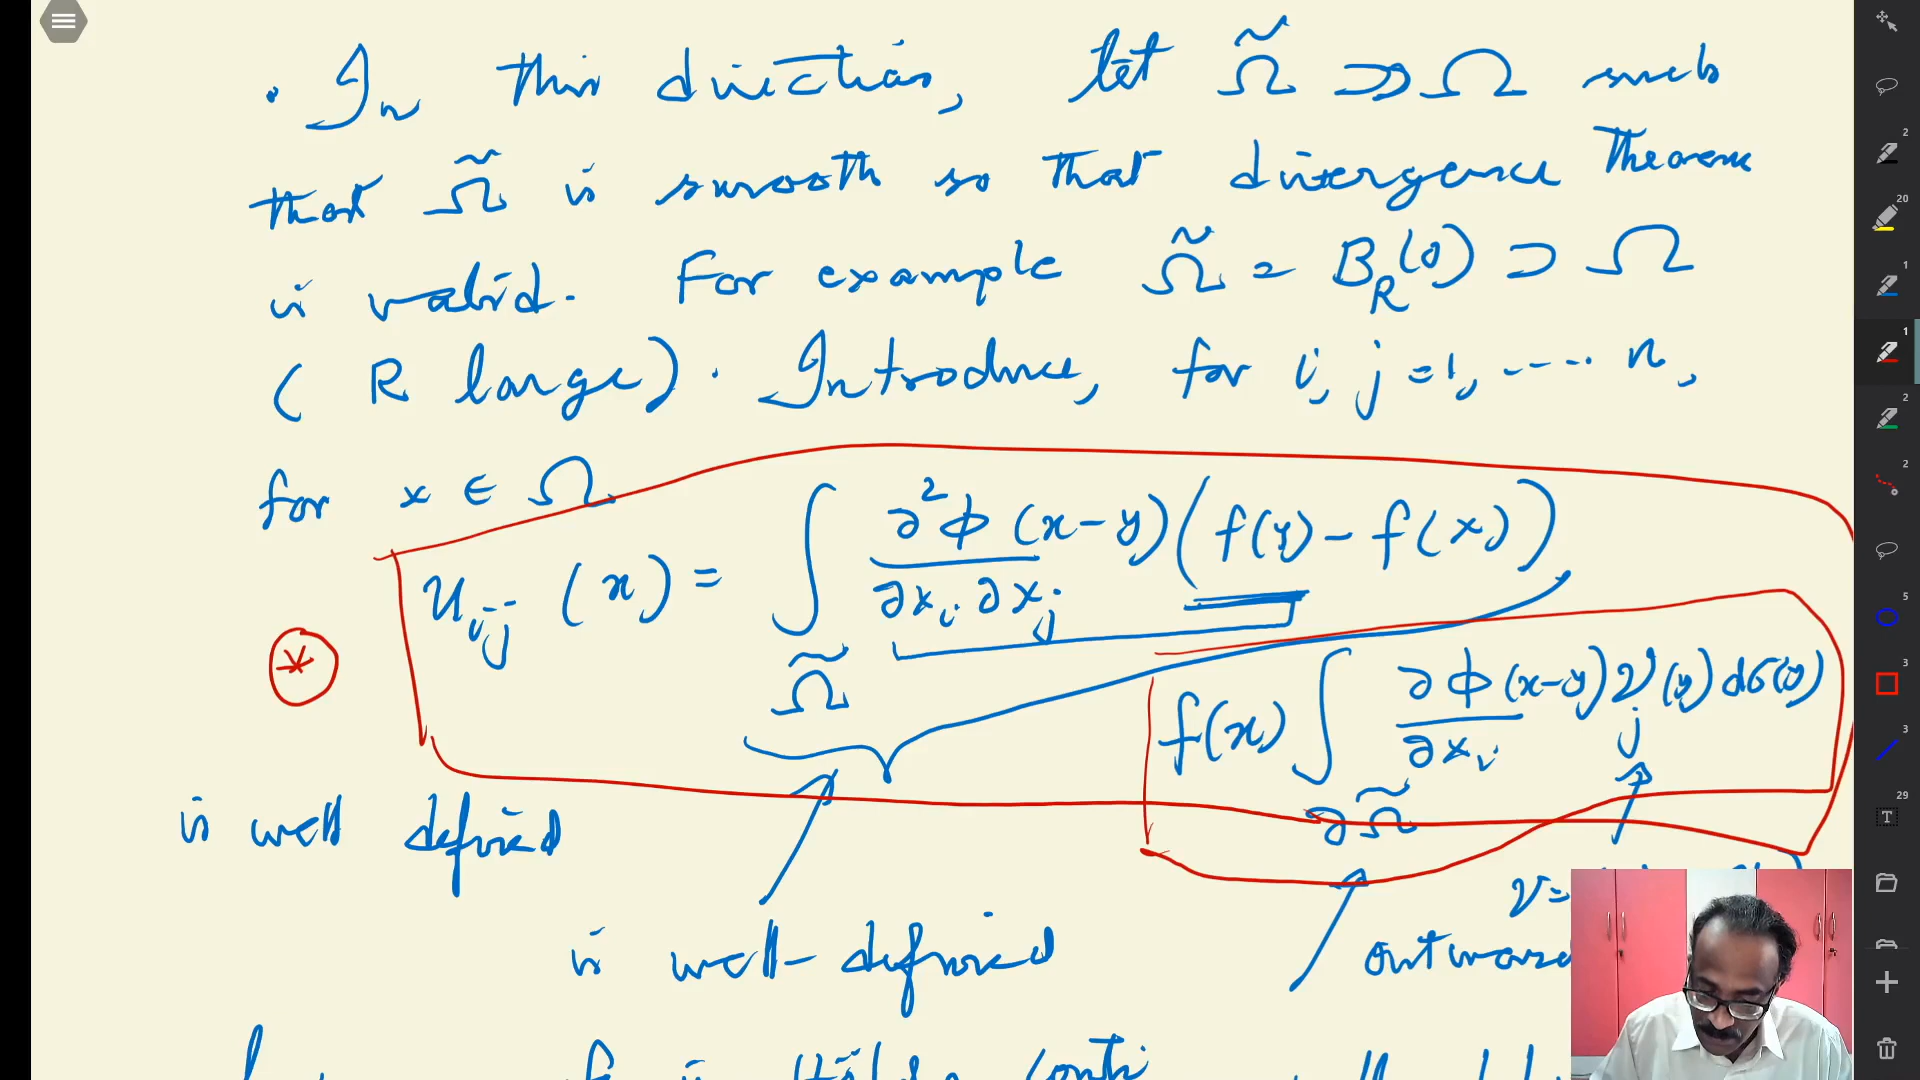 • In this direction, let Ω̃ ⊃⊃ Ω such
that Ω̃ is smooth so that divergence theorem
is valid. For example Ω̃ = B_R(0) ⊃ Ω
( R large ). Introduce, for i, j = 1, .... n,
for x ∈ Ω
u_ij (x) = ∫_Ω̃ ∂²φ/∂x_i ∂x_j (x-y) ( f(y) - f(x) )
* f(x) ∫_∂Ω̃ ∂φ/∂x_i (x-y) ν_j (y) dσ(y)
is well defined
ν =
is well-defined outward